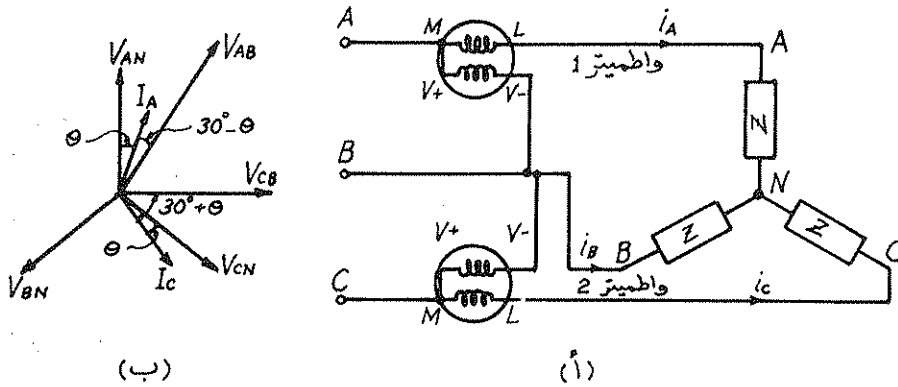 V_AN
V_AB
I_A
θ
30°-θ
V_CB
30°+θ
θ
V_BN
I_C
V_CN
(ب)
A
M
L
i_A
A
واطميتر 1
V+
V-
Z
B
N
V+
V-
i_B
B
Z
Z
C
واطميتر 2
C
M
L
i_C
(أ)